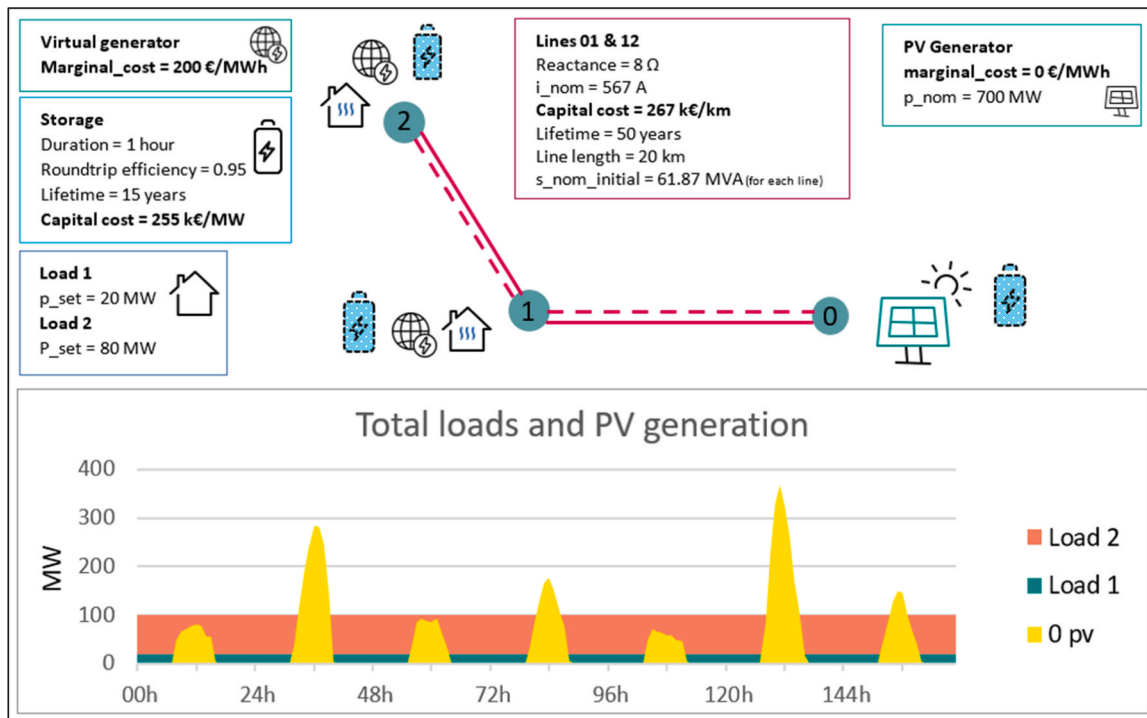 Virtual generator
Marginal_cost = 200 €/MWh
Storage
Duration = 1 hour
Roundtrip efficiency = 0.95
Lifetime = 15 years
Capital cost = 255 k€/MW
Load 1
p_set = 20 MW
Load 2
P_set = 80 MW
Lines 01 & 12
Reactance = 8 Ω
i_nom = 567 A
Capital cost = 267 k€/km
Lifetime = 50 years
Line length = 20 km
s_nom_initial = 61.87 MVA (for each line)
PV Generator
marginal_cost = 0 €/MWh
p_nom = 700 MW
2
1
0
Total loads and PV generation
MW
400
300
200
100
0
00h 24h 48h 72h 96h 120h 144h
Load 2
Load 1
0 pv